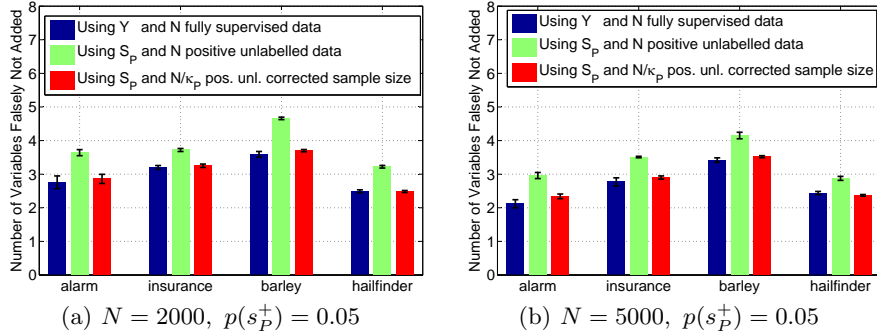 Number of Variables Falsely Not Added
8
7
6
5
4
3
2
1
0
Using Y and N fully supervised data
Using S_P and N positive unlabelled data
Using S_P and N/κ_P pos. unl. corrected sample size
alarm insurance barley hailfinder
(a) N = 2000, p(s_P^+) = 0.05
Number of Variables Falsely Not Added
8
7
6
5
4
3
2
1
0
Using Y and N fully supervised data
Using S_P and N positive unlabelled data
Using S_P and N/κ_P pos. unl. corrected sample size
alarm insurance barley hailfinder
(b) N = 5000, p(s_P^+) = 0.05